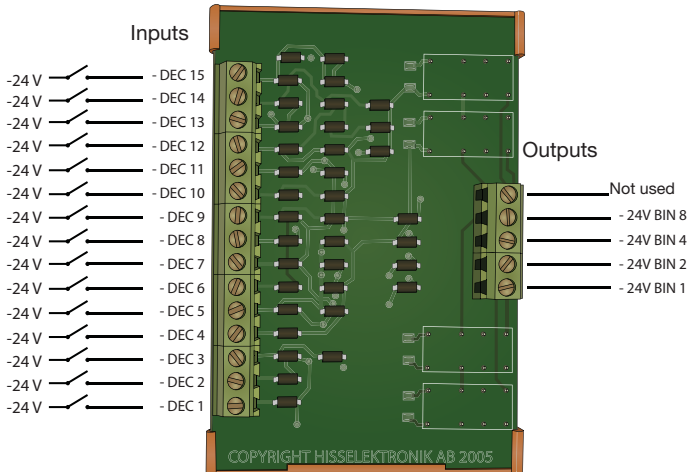 Inputs
-24 V - DEC 15
-24 V - DEC 14
-24 V - DEC 13
-24 V - DEC 12
-24 V - DEC 11
-24 V - DEC 10
-24 V - DEC 9
-24 V - DEC 8
-24 V - DEC 7
-24 V - DEC 6
-24 V - DEC 5
-24 V - DEC 4
-24 V - DEC 3
-24 V - DEC 2
-24 V - DEC 1
Outputs
Not used
- 24V BIN 8
- 24V BIN 4
- 24V BIN 2
- 24V BIN 1
COPYRIGHT HISSELEKTRONIK AB 2005